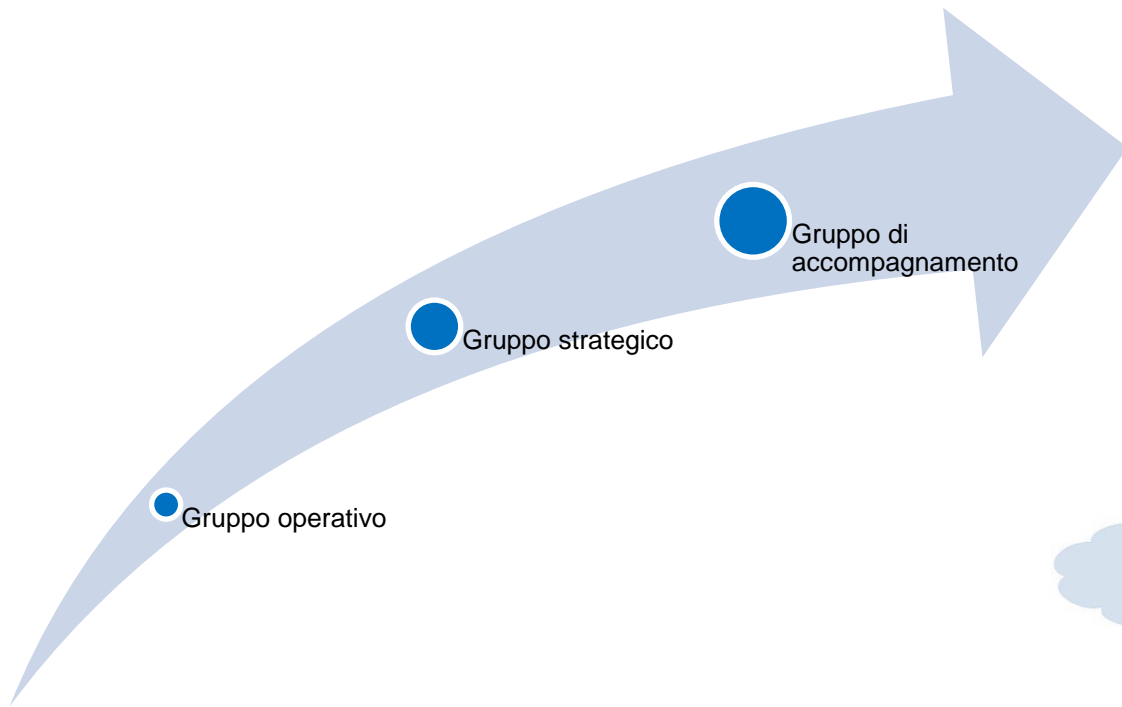 Gruppo di
accompagnamento
Gruppo strategico
Gruppo operativo